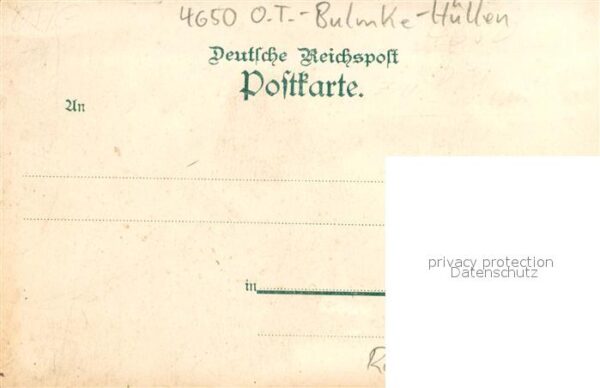 4650 O.T.-Bulmke-Hüllen
Deutsche Reichspost
Postkarte.
An
privacy protection
Datenschutz
in